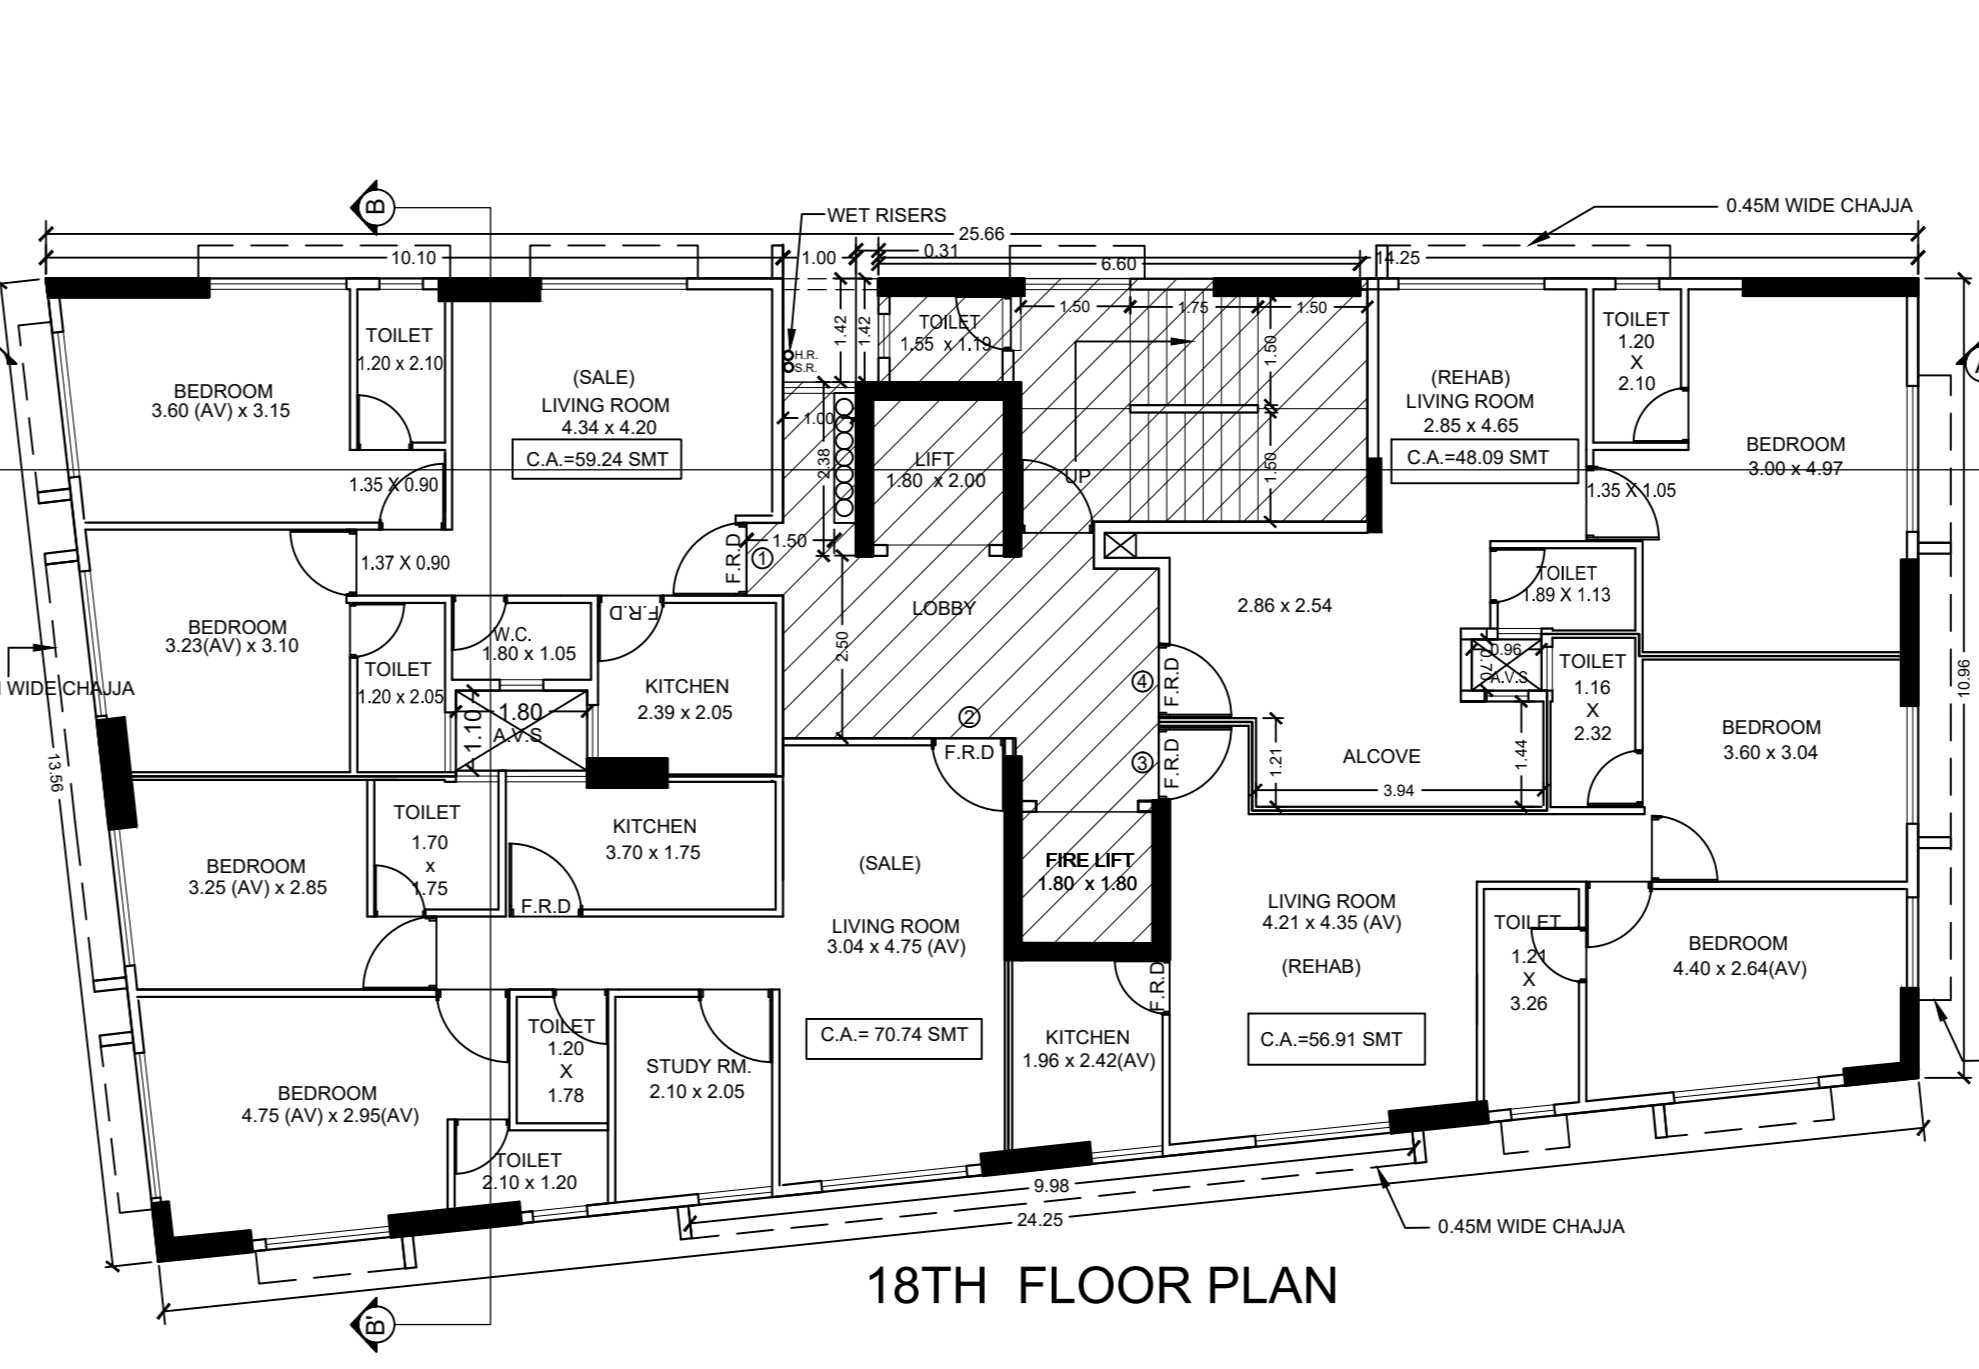 B
WET RISERS
0.45M WIDE CHAJJA
25.66
10.10
1.00
0.31
6.60
14.25
1.42
1.42
TOILET
1.55 x 1.19
1.50
1.75
1.50
1.50
TOILET
1.20 x 2.10
BEDROOM
3.60 (AV) x 3.15
(SALE)
LIVING ROOM
4.34 x 4.20
C.A.=59.24 SMT
H.R.
S.R.
1.00
2.38
LIFT
1.80 x 2.00
UP
1.50
(REHAB)
LIVING ROOM
2.85 x 4.65
C.A.=48.09 SMT
TOILET
1.20
X
2.10
BEDROOM
3.00 x 4.97
1.35 X 0.90
1.35 X 1.05
1.37 X 0.90
F.R.D
1
1.50
2.50
LOBBY
2.86 x 2.54
TOILET
1.89 X 1.13
BEDROOM
3.23(AV) x 3.10
TOILET
1.20 x 2.05
W.C.
1.80 x 1.05
F.R.D
KITCHEN
2.39 x 2.05
1.80
1.10
A.V.S
0.96
0.70
A.V.S
TOILET
1.16
X
2.32
WIDE CHAJJA
13.56
10.96
4
F.R.D
2
F.R.D
3
F.R.D
1.21
ALCOVE
3.94
1.44
BEDROOM
3.60 x 3.04
BEDROOM
3.25 (AV) x 2.85
TOILET
1.70
x
1.75
KITCHEN
3.70 x 1.75
F.R.D
(SALE)
LIVING ROOM
3.04 x 4.75 (AV)
C.A.= 70.74 SMT
FIRE LIFT
1.80 x 1.80
LIVING ROOM
4.21 x 4.35 (AV)
(REHAB)
C.A.=56.91 SMT
TOILET
1.21
X
3.26
BEDROOM
4.40 x 2.64(AV)
F.R.D
KITCHEN
1.96 x 2.42(AV)
BEDROOM
4.75 (AV) x 2.95(AV)
TOILET
1.20
X
1.78
STUDY RM.
2.10 x 2.05
TOILET
2.10 x 1.20
9.98
24.25
0.45M WIDE CHAJJA
18TH FLOOR PLAN
B'